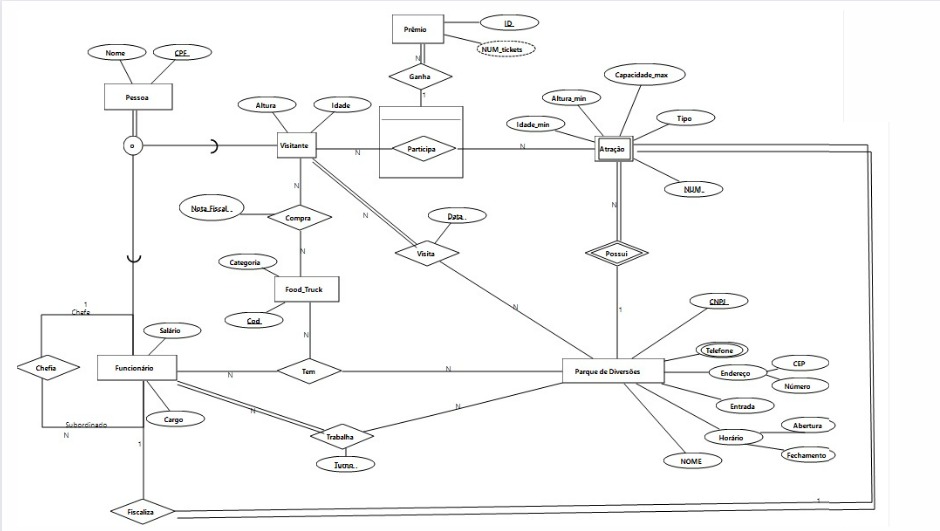 Prêmio
ID
NUM_tickets
N
Ganha
1
Nome
CPF
Pessoa
Capacidade_max
Altura_min
Altura
Idade
Idade_min
Tipo
o
Visitante
N
Participa
N
Atração
NUM
N
Nota Fiscal
Compra
N
Data
N
Visita
Possui
N
Categoria
Food_Truck
Cod
N
N
1
CNPJ
1
Chefe
Salário
N
Telefone
Chefia
Funcionário
N
Tem
N
Parque de Diversões
Endereço
CEP
Número
Entrada
Cargo
N
N
Subordinado
N
1
Trabalha
Horário
Abertura
Fechamento
Turno
NOME
Fiscaliza
1